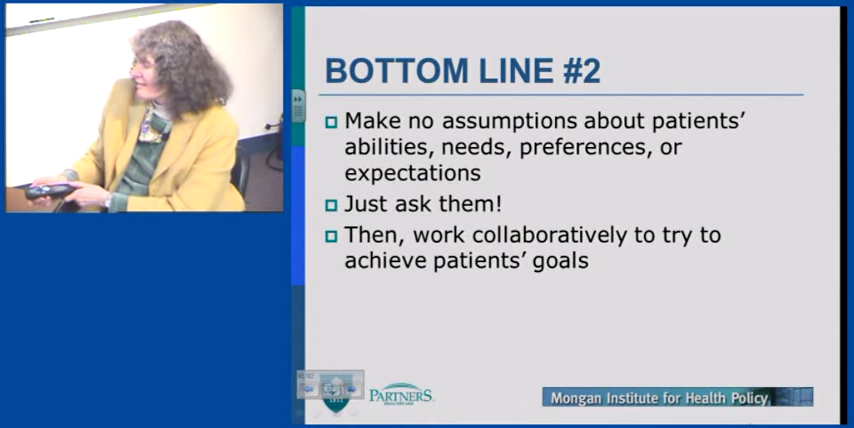 BOTTOM LINE #2
Make no assumptions about patients'
abilities, needs, preferences, or
expectations
Just ask them!
Then, work collaboratively to try to
achieve patients' goals
PARTNERS
HEALTHCARE
Mongan Institute for Health Policy